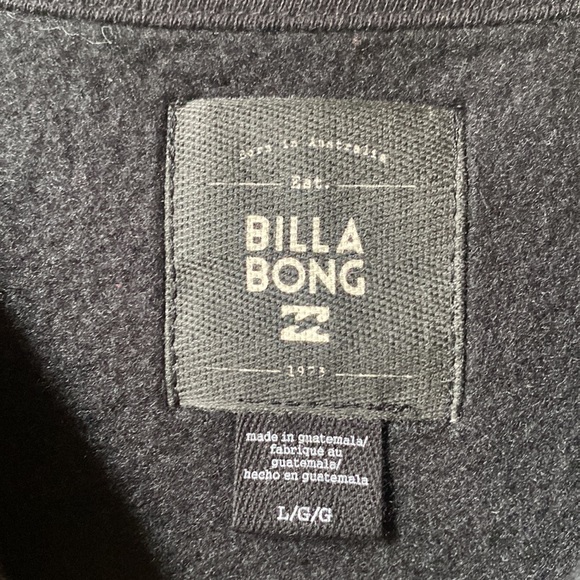 Born in Australia
Est.
BILLA
BONG
1973
made in guatemala/
fabriqué au
guatemala/
hecho en guatemala
L/G/G